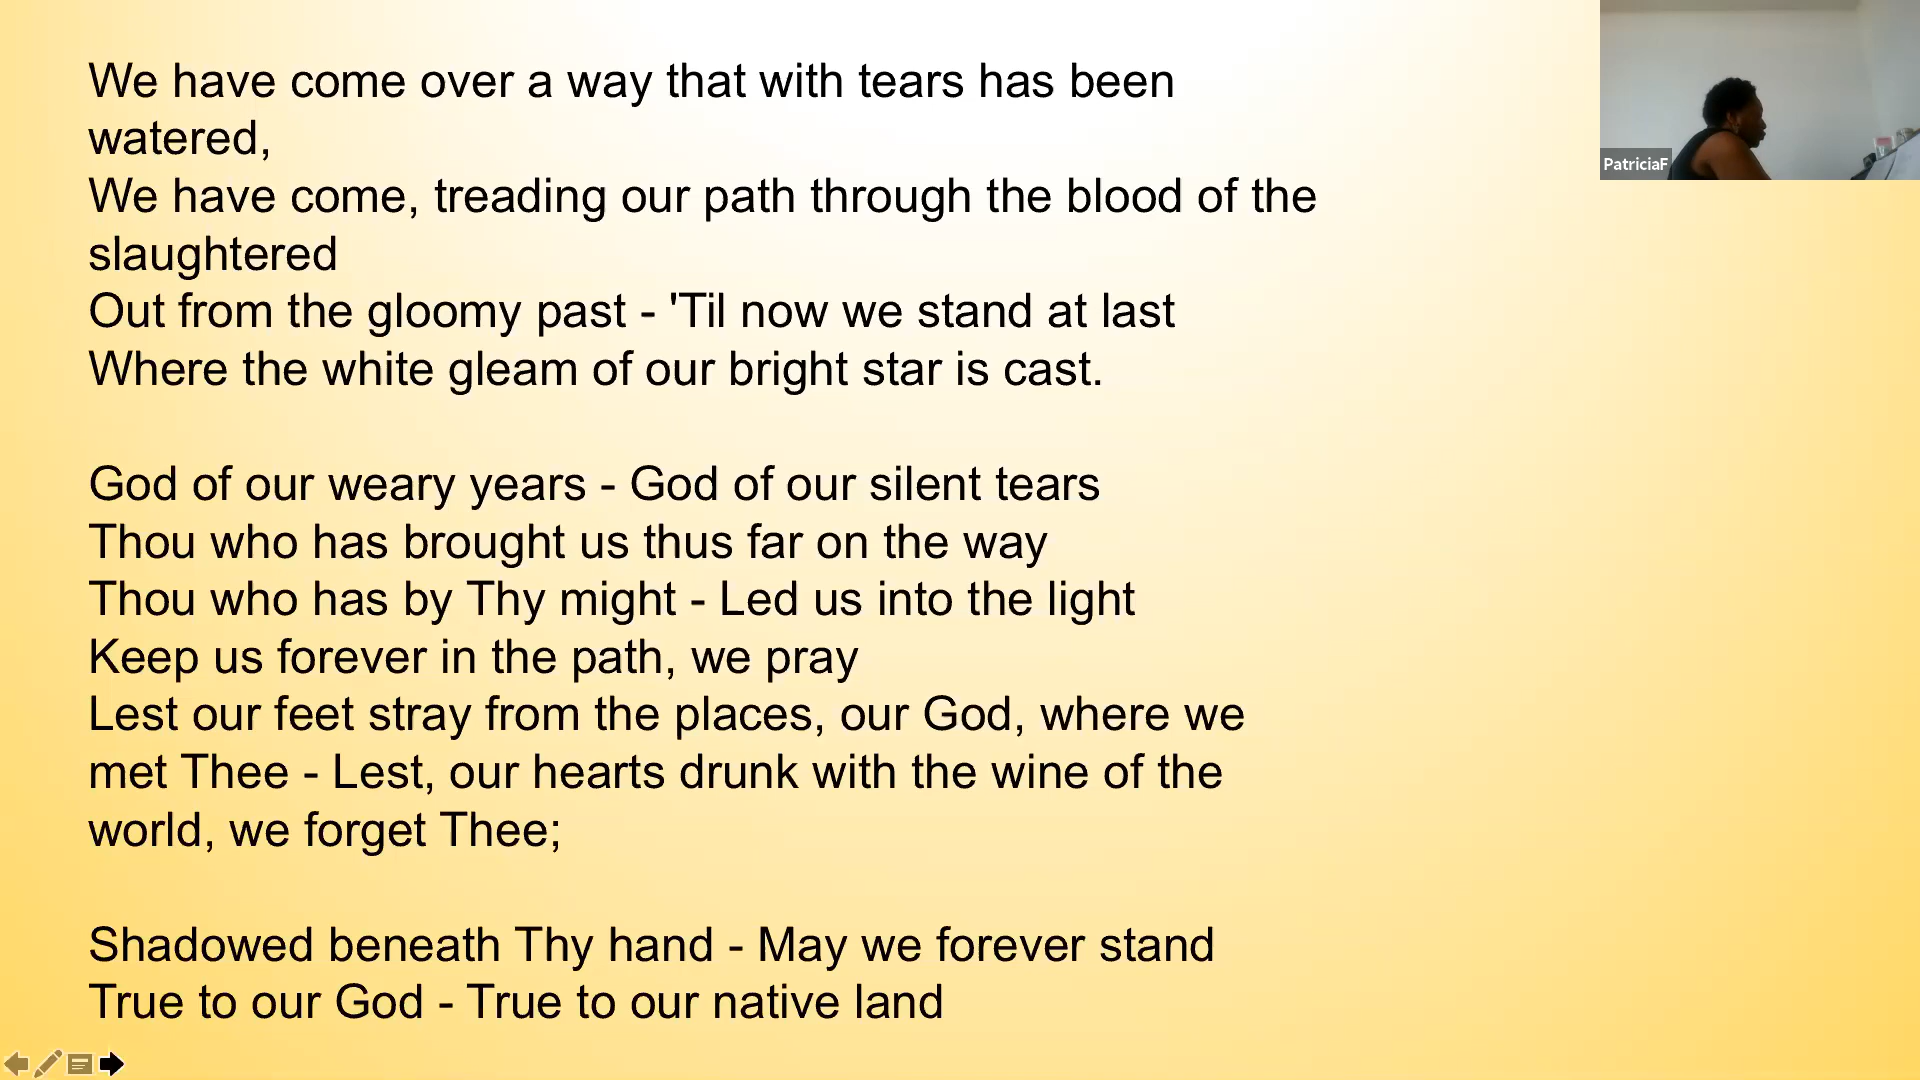 We have come over a way that with tears has been
watered,
We have come, treading our path through the blood of the
slaughtered
Out from the gloomy past - 'Til now we stand at last
Where the white gleam of our bright star is cast.
God of our weary years - God of our silent tears
Thou who has brought us thus far on the way
Thou who has by Thy might - Led us into the light
Keep us forever in the path, we pray
Lest our feet stray from the places, our God, where we
met Thee - Lest, our hearts drunk with the wine of the
world, we forget Thee;
Shadowed beneath Thy hand - May we forever stand
True to our God - True to our native land
PatriciaF